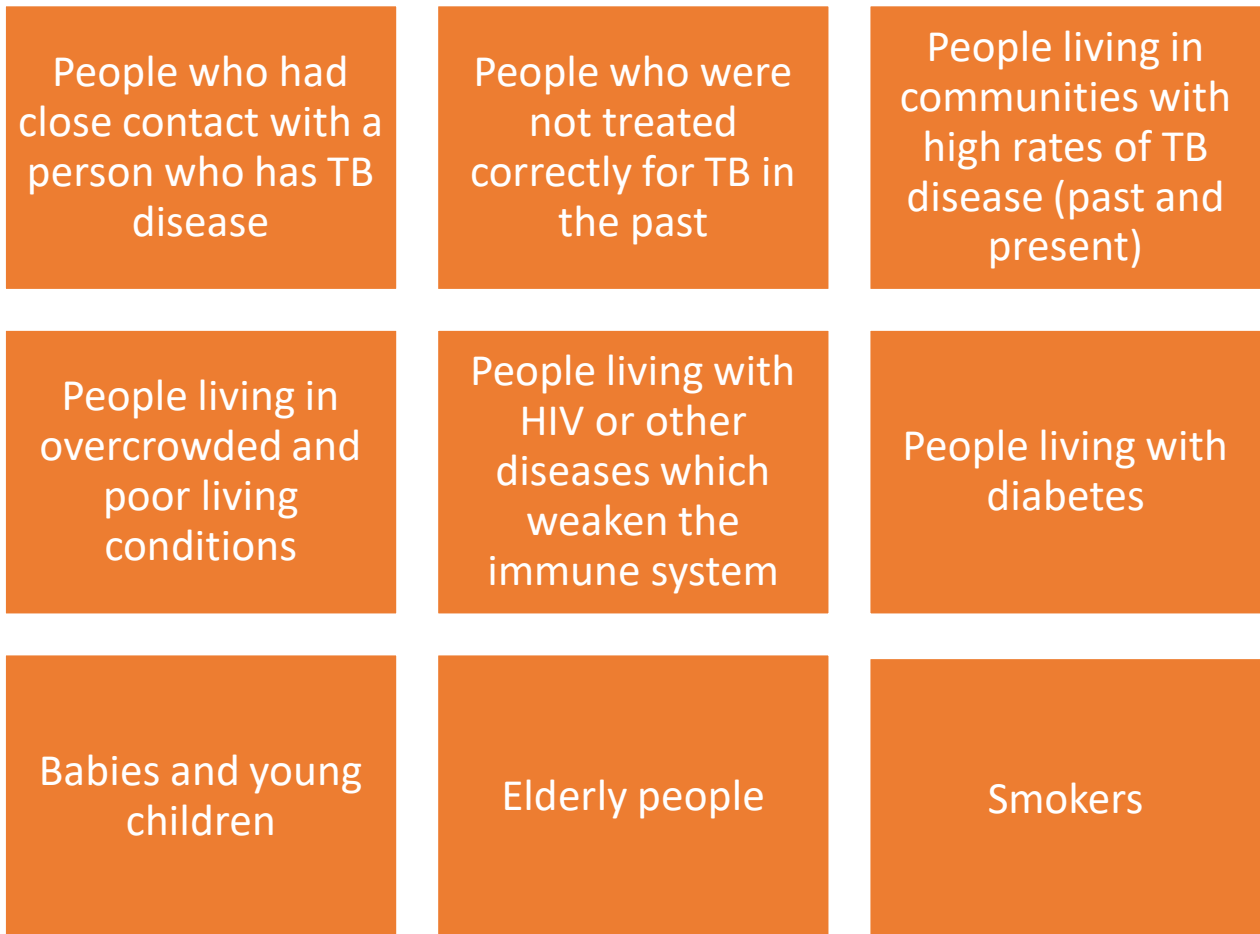 People who had
close contact with a
person who has TB
disease
People who were
not treated
correctly for TB in
the past
People living in
communities with
high rates of TB
disease (past and
present)
People living in
overcrowded and
poor living
conditions
People living with
HIV or other
diseases which
weaken the
immune system
People living with
diabetes
Babies and young
children
Elderly people
Smokers